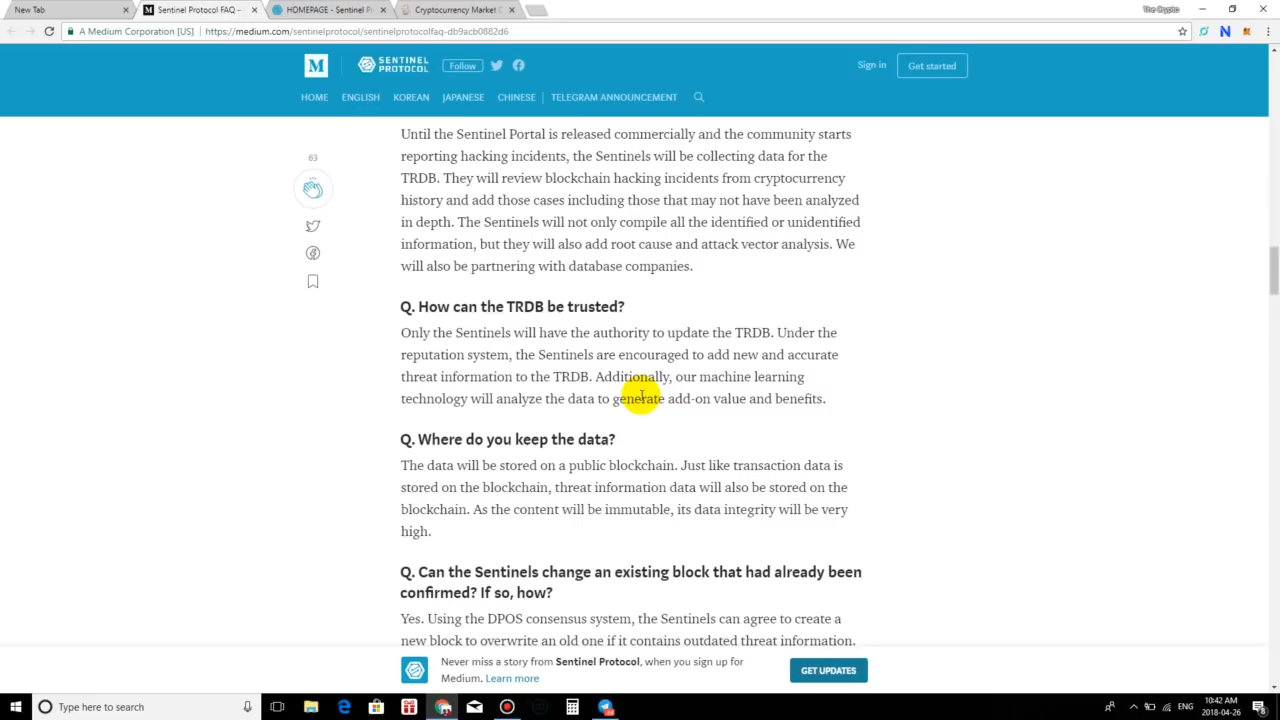 New Tab
Sentinel Protocol FAQ –
HOMEPAGE - Sentinel P
Cryptocurrency Market C
The Crypto
A Medium Corporation [US]
https://medium.com/sentinelprotocol/sentinelprotocolfaq-db9acb0882d6
M
SENTINEL
PROTOCOL
Follow
Sign in
Get started
HOME
ENGLISH
KOREAN
JAPANESE
CHINESE
TELEGRAM ANNOUNCEMENT
63
Until the Sentinel Portal is released commercially and the community starts
reporting hacking incidents, the Sentinels will be collecting data for the
TRDB. They will review blockchain hacking incidents from cryptocurrency
history and add those cases including those that may not have been analyzed
in depth. The Sentinels will not only compile all the identified or unidentified
information, but they will also add root cause and attack vector analysis. We
will also be partnering with database companies.
Q. How can the TRDB be trusted?
Only the Sentinels will have the authority to update the TRDB. Under the
reputation system, the Sentinels are encouraged to add new and accurate
threat information to the TRDB. Additionally, our machine learning
technology will analyze the data to generate add-on value and benefits.
Q. Where do you keep the data?
The data will be stored on a public blockchain. Just like transaction data is
stored on the blockchain, threat information data will also be stored on the
blockchain. As the content will be immutable, its data integrity will be very
high.
Q. Can the Sentinels change an existing block that had already been
confirmed? If so, how?
Yes. Using the DPOS consensus system, the Sentinels can agree to create a
new block to overwrite an old one if it contains outdated threat information.
Never miss a story from Sentinel Protocol, when you sign up for
Medium. Learn more
GET UPDATES
Type here to search
ENG
10:42 AM
2018-04-26